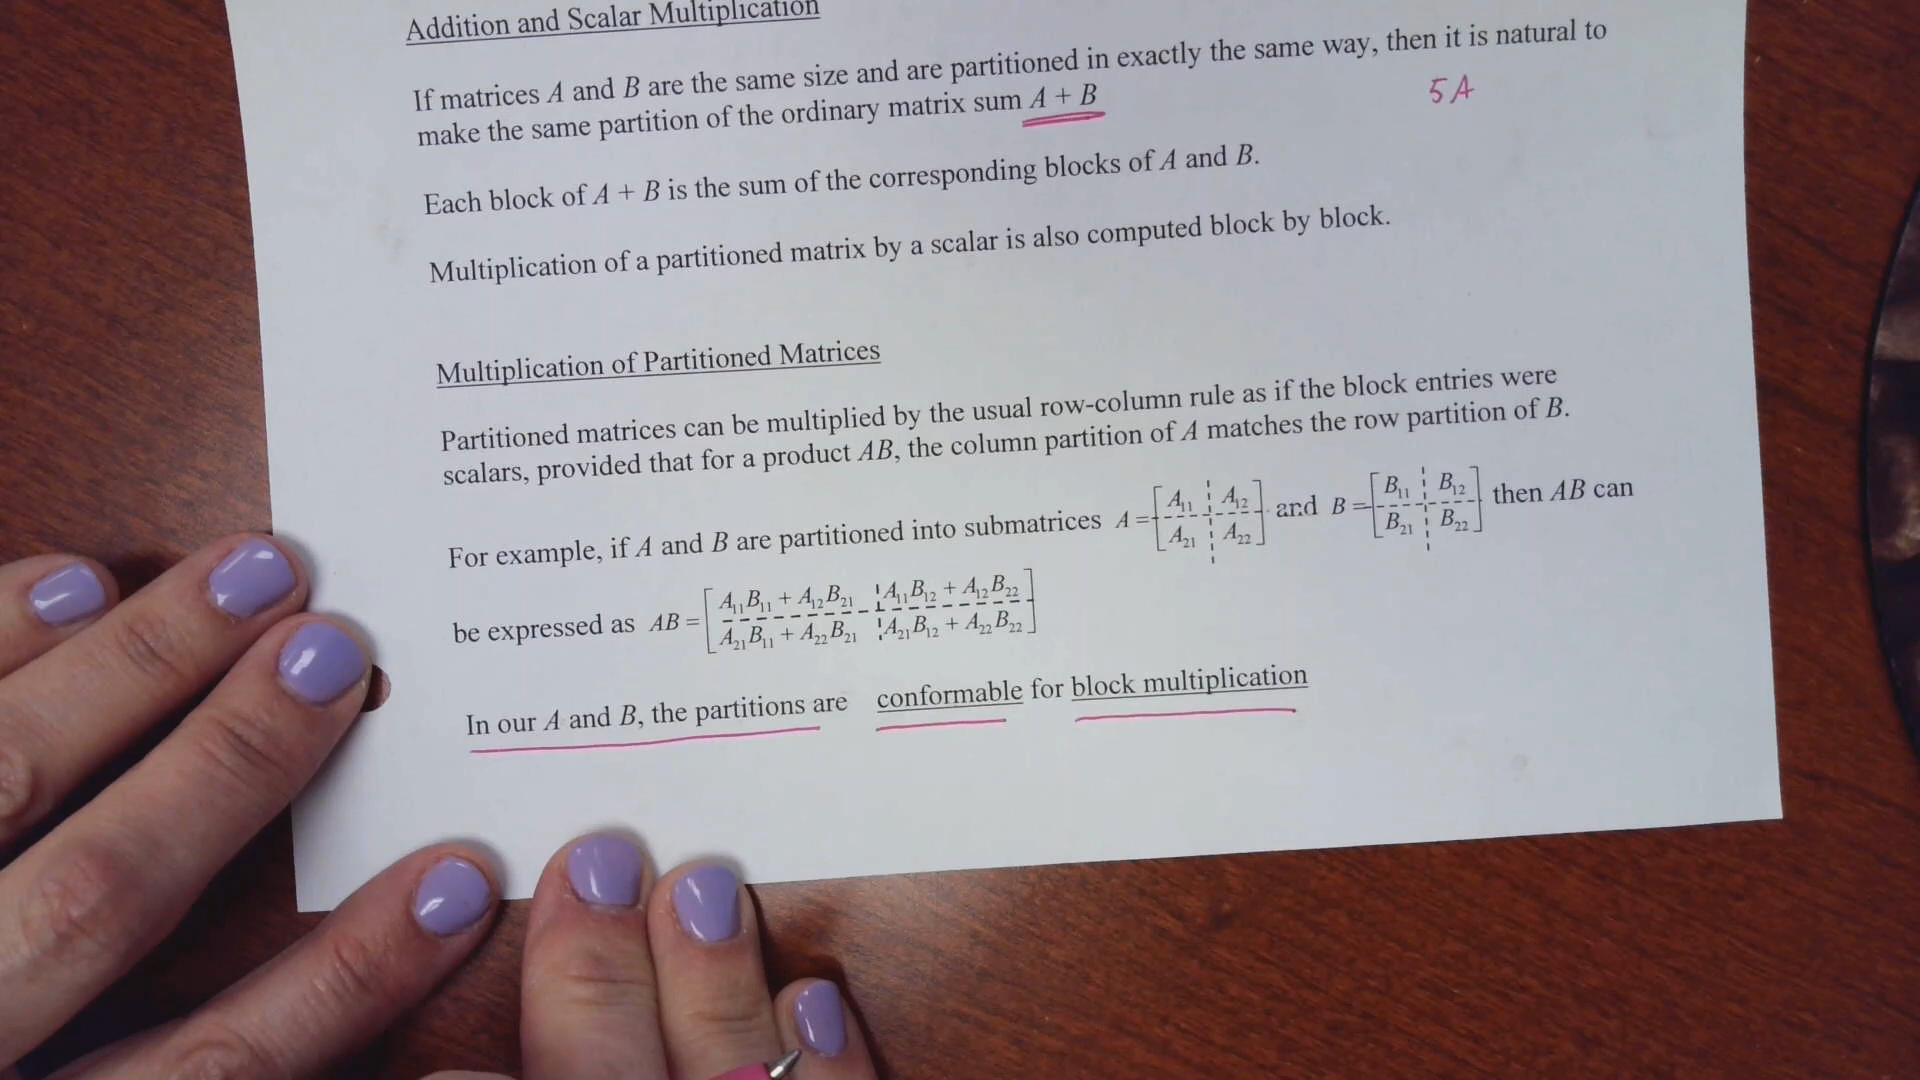 Addition and Scalar Multiplication
If matrices A and B are the same size and are partitioned in exactly the same way, then it is natural to
make the same partition of the ordinary matrix sum A + B
5A
Each block of A + B is the sum of the corresponding blocks of A and B.
Multiplication of a partitioned matrix by a scalar is also computed block by block.
Multiplication of Partitioned Matrices
Partitioned matrices can be multiplied by the usual row-column rule as if the block entries were
scalars, provided that for a product AB, the column partition of A matches the row partition of B.
For example, if A and B are partitioned into submatrices A = [A₁₁ A₁₂; A₂₁ A₂₂] and B = [B₁₁ B₁₂; B₂₁ B₂₂] then AB can
be expressed as AB = [A₁₁B₁₁ + A₁₂B₂₁ A₁₁B₁₂ + A₁₂B₂₂; A₂₁B₁₁ + A₂₂B₂₁ A₂₁B₁₂ + A₂₂B₂₂]
In our A and B, the partitions are conformable for block multiplication